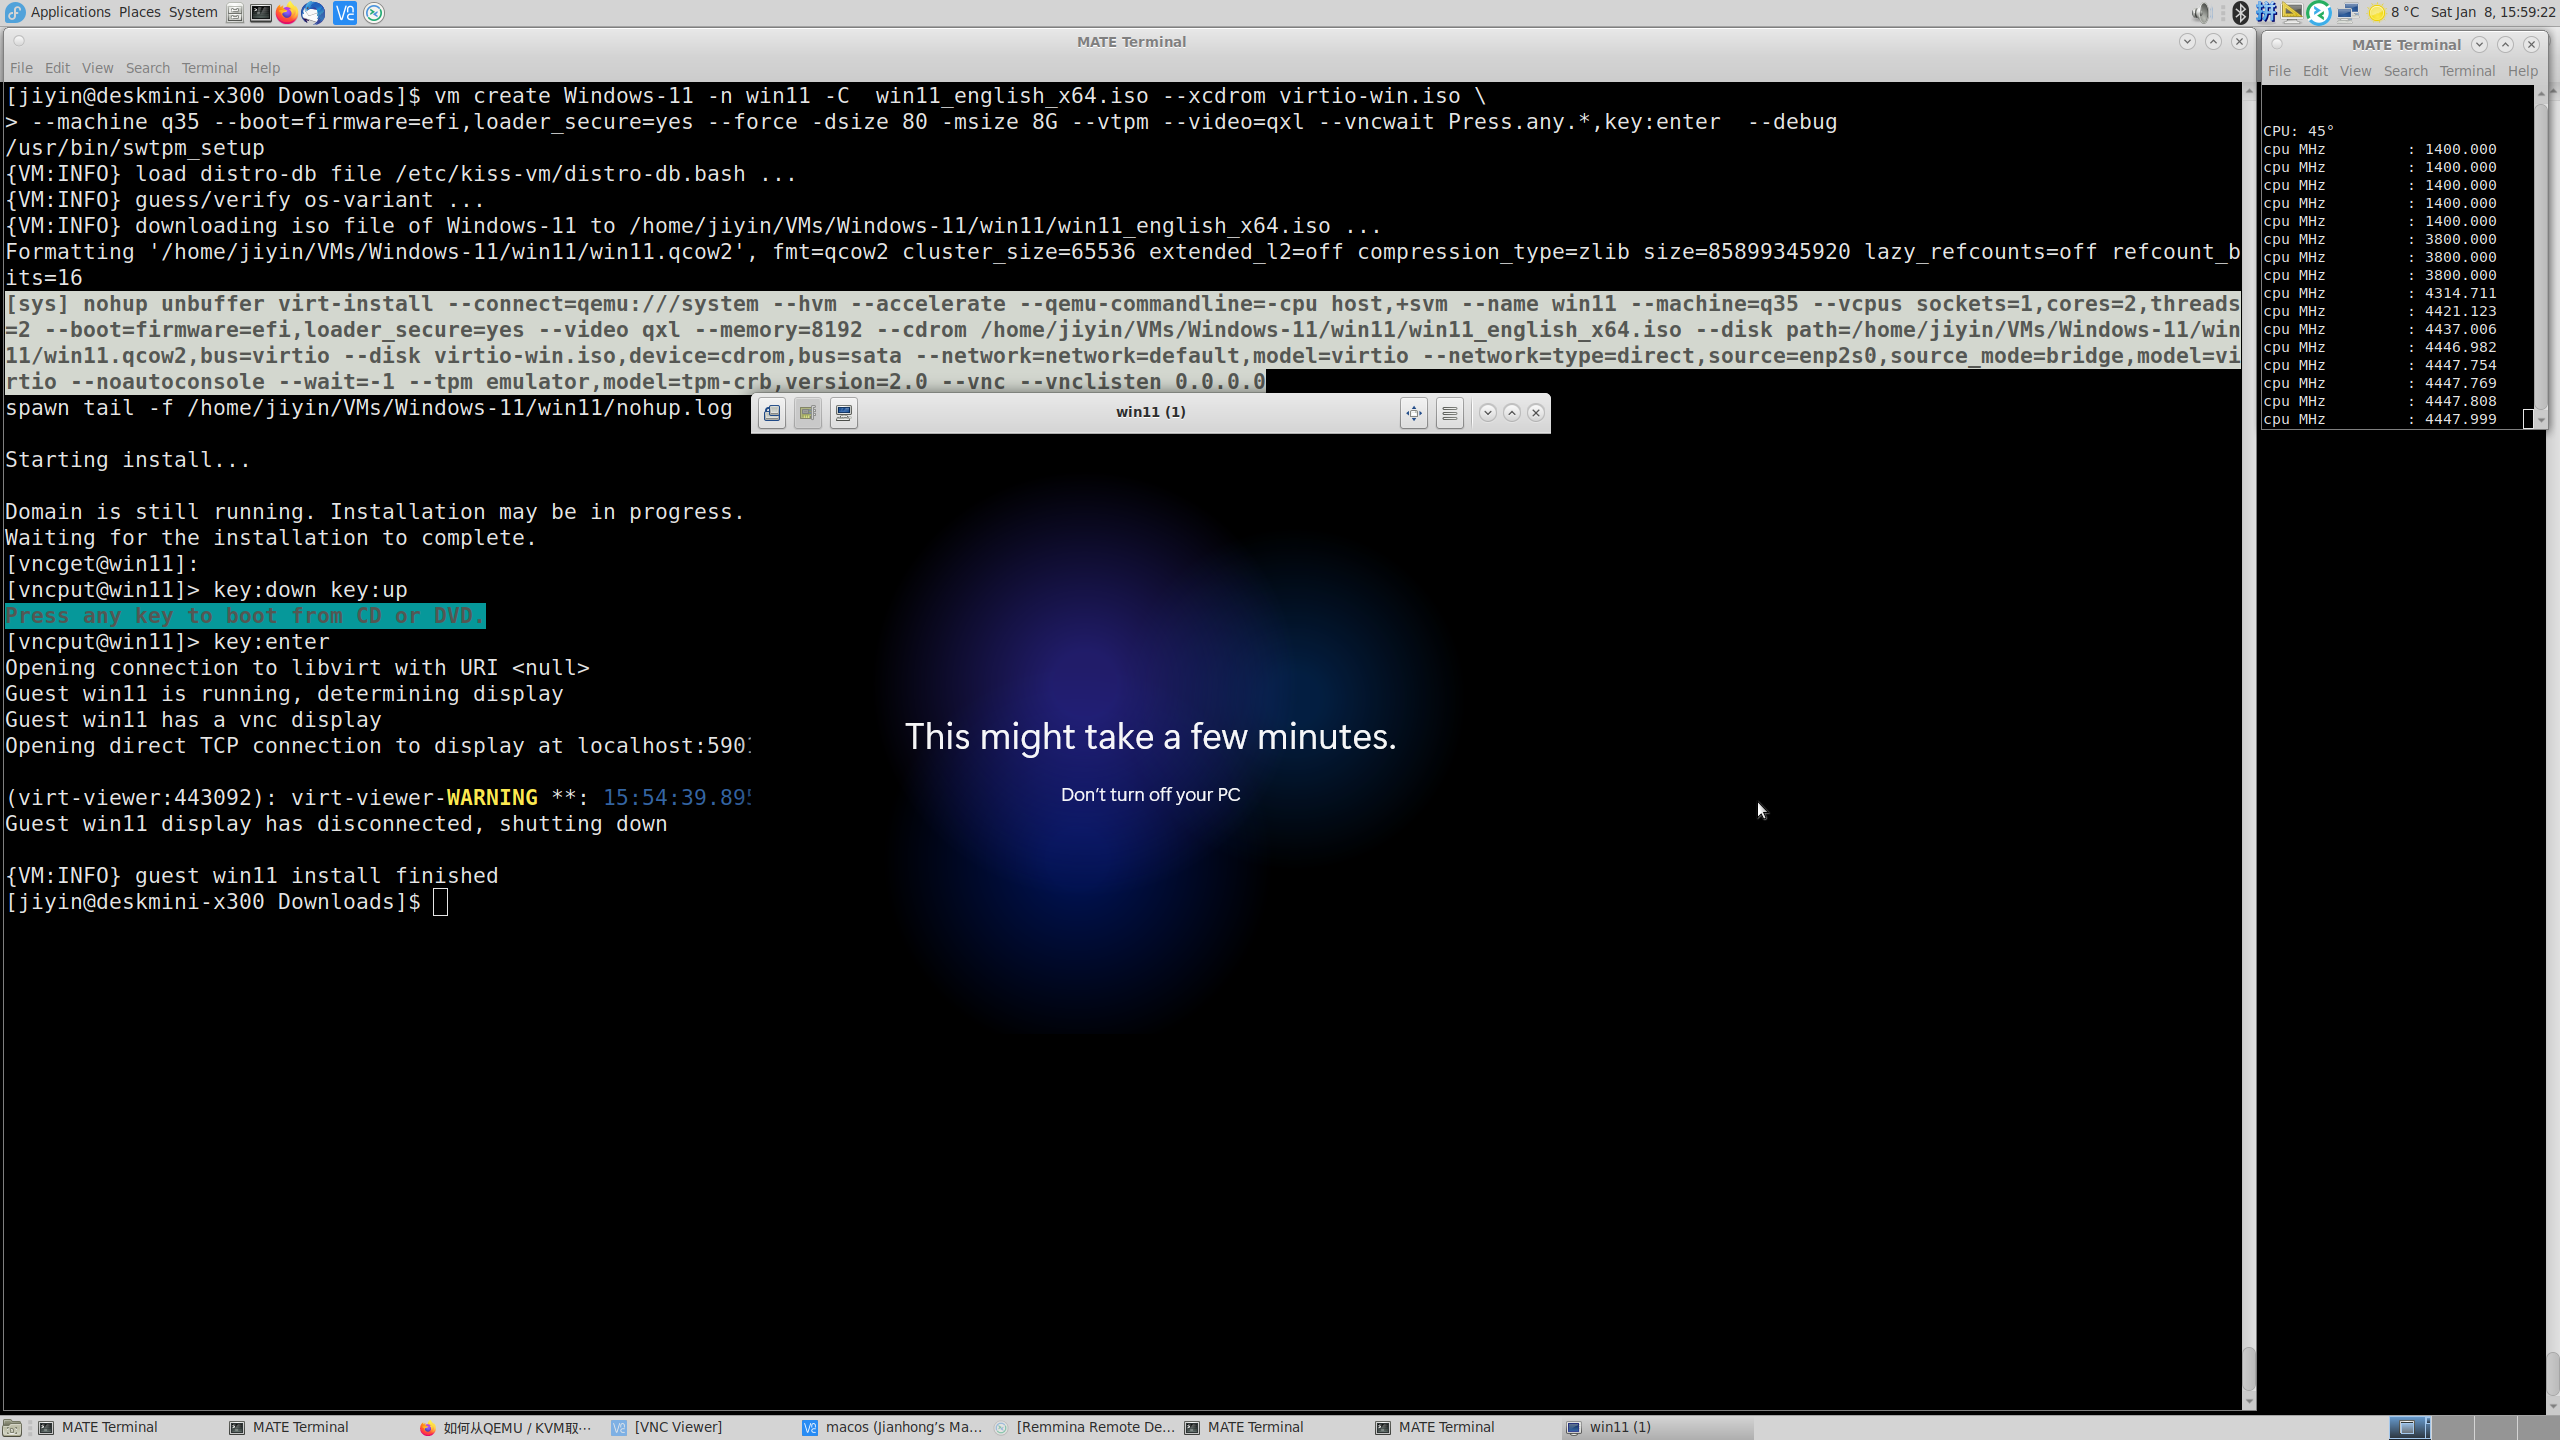 Applications Places System
8 °C Sat Jan 8, 15:59:22
MATE Terminal
File Edit View Search Terminal Help
[jiyin@deskmini-x300 Downloads]$ vm create Windows-11 -n win11 -C  win11_english_x64.iso --xcdrom virtio-win.iso \
> --machine q35 --boot=firmware=efi,loader_secure=yes --force -dsize 80 -msize 8G --vtpm --video=qxl --vncwait Press.any.*,key:enter  --debug
/usr/bin/swtpm_setup
{VM:INFO} load distro-db file /etc/kiss-vm/distro-db.bash ...
{VM:INFO} guess/verify os-variant ...
{VM:INFO} downloading iso file of Windows-11 to /home/jiyin/VMs/Windows-11/win11/win11_english_x64.iso ...
Formatting '/home/jiyin/VMs/Windows-11/win11/win11.qcow2', fmt=qcow2 cluster_size=65536 extended_l2=off compression_type=zlib size=85899345920 lazy_refcounts=off refcount_b
its=16
[sys] nohup unbuffer virt-install --connect=qemu:///system --hvm --accelerate --qemu-commandline=-cpu host,+svm --name win11 --machine=q35 --vcpus sockets=1,cores=2,threads
=2 --boot=firmware=efi,loader_secure=yes --video qxl --memory=8192 --cdrom /home/jiyin/VMs/Windows-11/win11/win11_english_x64.iso --disk path=/home/jiyin/VMs/Windows-11/win
11/win11.qcow2,bus=virtio --disk virtio-win.iso,device=cdrom,bus=sata --network=network=default,model=virtio --network=type=direct,source=enp2s0,source_mode=bridge,model=vi
rtio --noautoconsole --wait=-1 --tpm emulator,model=tpm-crb,version=2.0 --vnc --vnclisten 0.0.0.0
spawn tail -f /home/jiyin/VMs/Windows-11/win11/nohup.log
Starting install...
Domain is still running. Installation may be in progress.
Waiting for the installation to complete.
[vncget@win11]:
[vncput@win11]> key:down key:up
Press any key to boot from CD or DVD.
[vncput@win11]> key:enter
Opening connection to libvirt with URI <null>
Guest win11 is running, determining display
Guest win11 has a vnc display
Opening direct TCP connection to display at localhost:590
(virt-viewer:443092): virt-viewer-WARNING **: 15:54:39.89
Guest win11 display has disconnected, shutting down
{VM:INFO} guest win11 install finished
[jiyin@deskmini-x300 Downloads]$
win11 (1)
This might take a few minutes.
Don't turn off your PC
MATE Terminal
File Edit View Search Terminal Help
CPU: 45°
cpu MHz : 1400.000
cpu MHz : 1400.000
cpu MHz : 1400.000
cpu MHz : 1400.000
cpu MHz : 1400.000
cpu MHz : 3800.000
cpu MHz : 3800.000
cpu MHz : 3800.000
cpu MHz : 4314.711
cpu MHz : 4421.123
cpu MHz : 4437.006
cpu MHz : 4446.982
cpu MHz : 4447.754
cpu MHz : 4447.769
cpu MHz : 4447.808
cpu MHz : 4447.999
MATE Terminal MATE Terminal 如何从QEMU / KVM取… [VNC Viewer] macos (Jianhong's Ma… [Remmina Remote De… MATE Terminal MATE Terminal win11 (1)